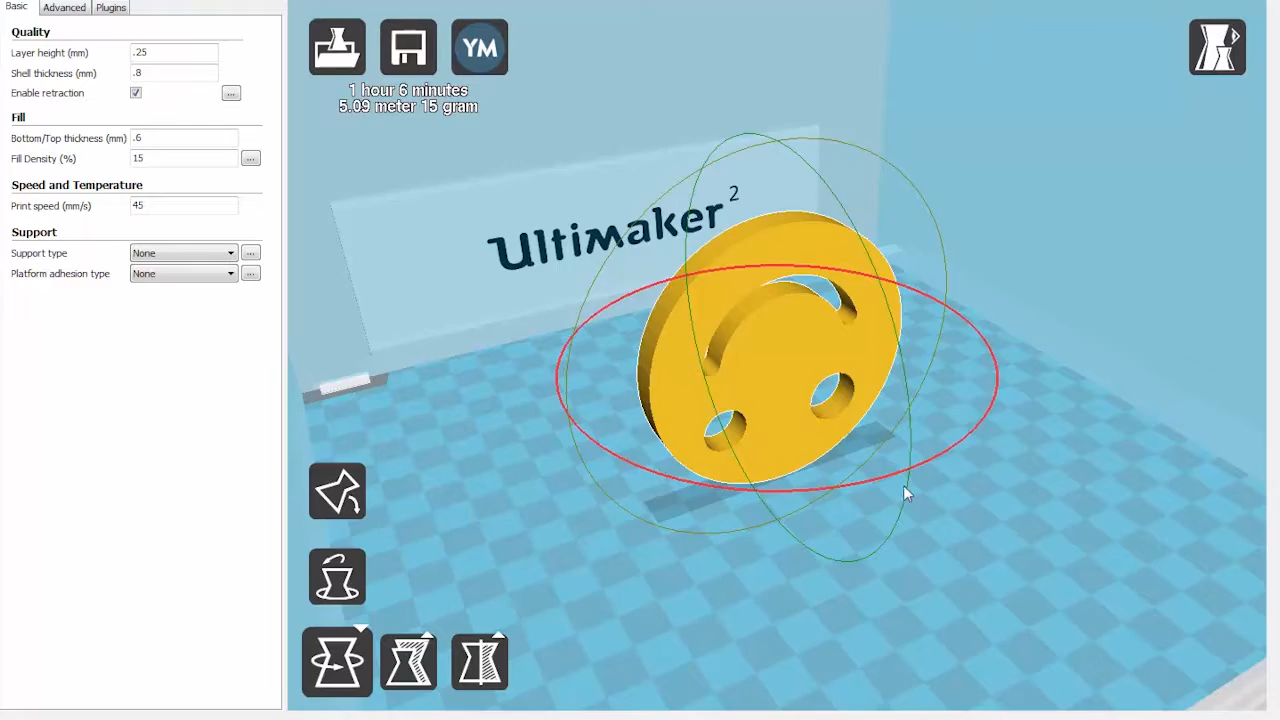 Basic Advanced Plugins
Quality
Layer height (mm) .25
Shell thickness (mm) .8
Enable retraction ...
Fill
Bottom/Top thickness (mm) .6
Fill Density (%) 15 ...
Speed and Temperature
Print speed (mm/s) 45
Support
Support type None ...
Platform adhesion type None ...
YM
1 hour 6 minutes
5.09 meter 15 gram
Ultimaker 2